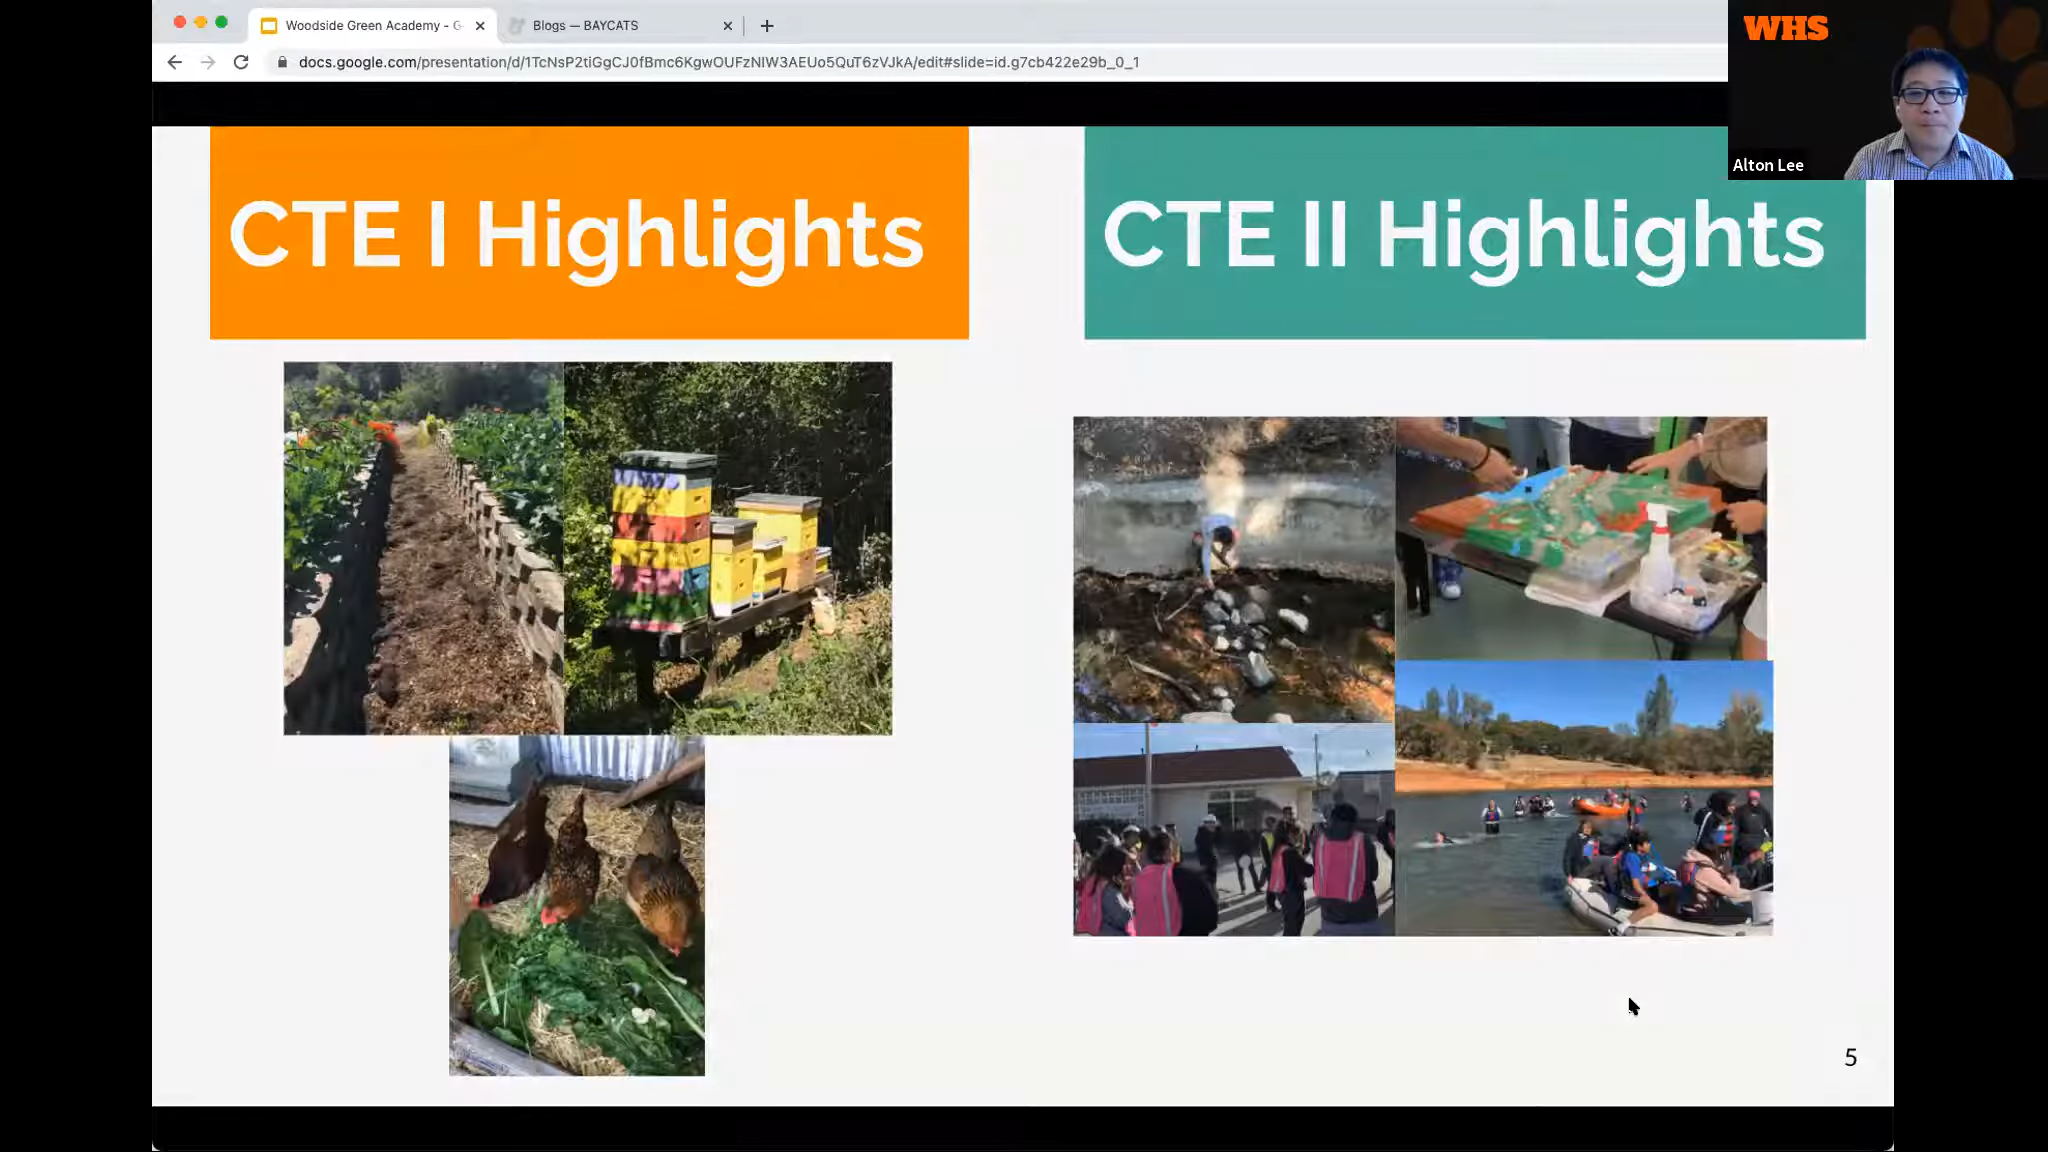 Woodside Green Academy - G
Blogs — BAYCATS
docs.google.com/presentation/d/1TcNsP2tiGgCJ0fBmc6KgwOUFzNIW3AEUo5QuT6zVJkA/edit#slide=id.g7cb422e29b_0_1
WHS
Alton Lee
CTE I Highlights
CTE II Highlights
5